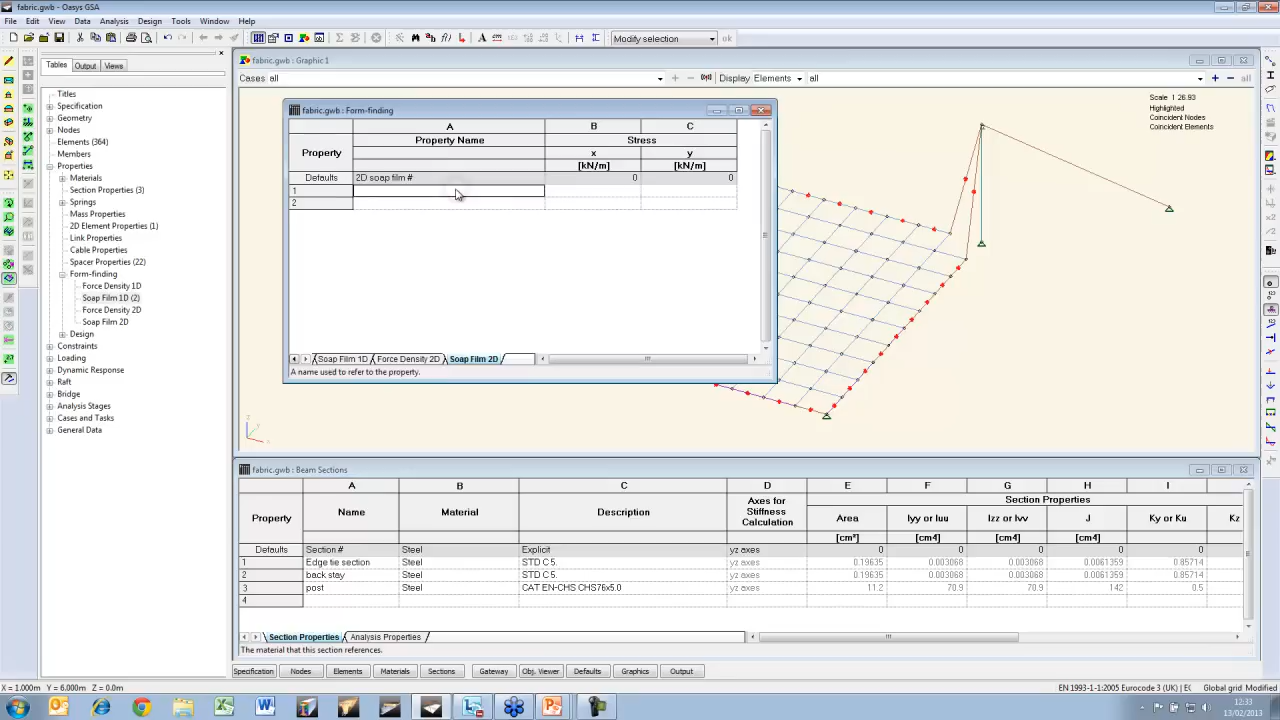 fabric.gwb - Oasys GSA
File Edit View Data Analysis Design Tools Window Help
Modify selection ok
Tables Output Views
Titles
Specification
Geometry
Nodes
Elements (364)
Members
Properties
Materials
Section Properties (3)
Springs
Mass Properties
2D Element Properties (1)
Link Properties
Cable Properties
Spacer Properties (22)
Form-finding
Force Density 1D
Soap Film 1D (2)
Force Density 2D
Soap Film 2D
Design
Constraints
Loading
Dynamic Response
Raft
Bridge
Analysis Stages
Cases and Tasks
General Data
fabric.gwb : Graphic 1
Cases all Display Elements all
Scale 1 26.93
Highlighted
Coincident Nodes
Coincident Elements
fabric.gwb : Form-finding
A B C
Property Property Name Stress
x y
[kN/m] [kN/m]
Defaults 2D soap film # 0 0
1
2
Soap Film 1D Force Density 2D Soap Film 2D
A name used to refer to the property.
fabric.gwb : Beam Sections
A B C D E F G H I
Property Name Material Description Axes for Stiffness Calculation Section Properties
Area Iyy or Iuu Izz or Ivv J Ky or Ku Kz
[cm²] [cm4] [cm4] [cm4]
Defaults Section # Steel Explicit yz axes 0 0 0 0 0
1 Edge tie section Steel STD C 5. yz axes 0.19635 0.003068 0.003068 0.0061359 0.85714
2 back stay Steel STD C 5. yz axes 0.19635 0.003068 0.003068 0.0061359 0.85714
3 post Steel CAT EN-CHS CHS76x5.0 yz axes 11.2 70.9 70.9 142 0.5
4
Section Properties Analysis Properties
The material that this section references.
Specification Nodes Elements Materials Sections Gateway Obj. Viewer Defaults Graphics Output
X = 1.000m Y = 6.000m Z = 0.0m EN 1993-1-1:2005 Eurocode 3 (U) E( Global grid Modified
12:33
13/02/2013